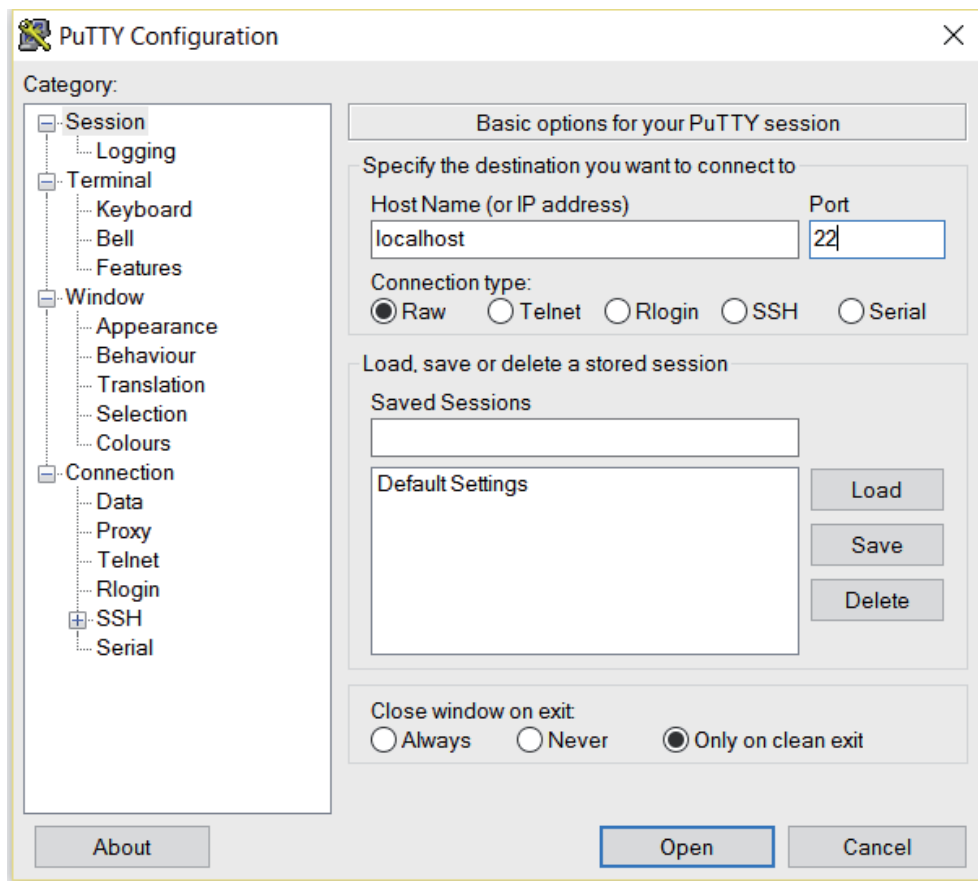 PuTTY Configuration
Category:
Session
Logging
Terminal
Keyboard
Bell
Features
Window
Appearance
Behaviour
Translation
Selection
Colours
Connection
Data
Proxy
Telnet
Rlogin
SSH
Serial
Basic options for your PuTTY session
Specify the destination you want to connect to
Host Name (or IP address) Port
localhost 22
Connection type:
Raw Telnet Rlogin SSH Serial
Load, save or delete a stored session
Saved Sessions
Default Settings
Load
Save
Delete
Close window on exit:
Always Never Only on clean exit
About Open Cancel